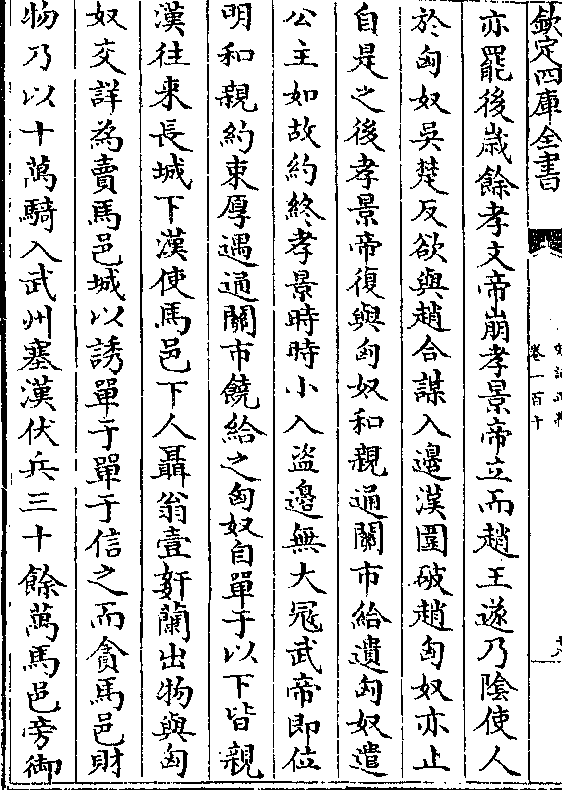 欽定四庫全書
卷一百十
亦罷後歲餘孝文帝崩孝景帝立而趙王遂乃陰使人
於匈奴吳楚反欲與趙合謀入邊漢圍破趙匈奴亦止
自是之後孝景帝復與匈奴和親通關市給遺匈奴遣
公主如故約終孝景時時小入盗邊無大冦武帝即位
明和親約束厚遇通關市饒給之匈奴自單于以下皆親
漢往来長城下漢使馬邑下人聶翁壹奸蘭出物與匈
奴交詳為賣馬邑城以誘單于單于信之而貪馬邑財
物乃以十萬騎入武州塞漢伏兵三十餘萬馬邑旁御